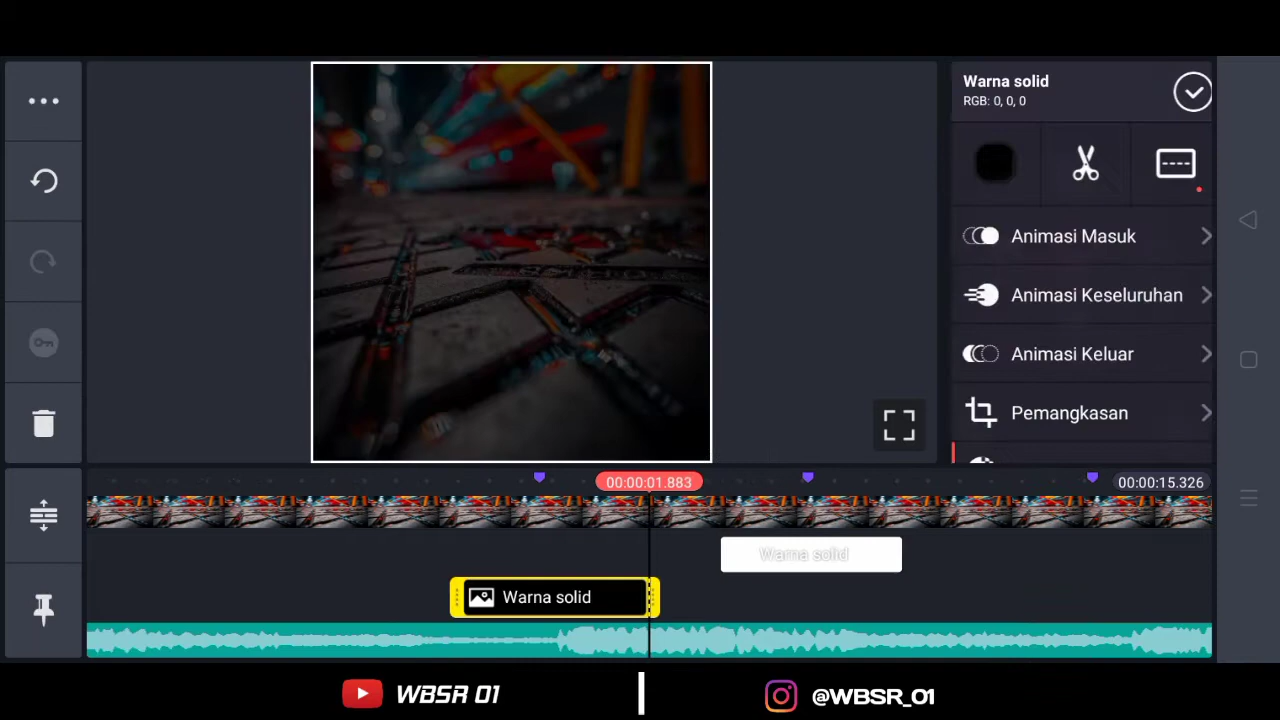 Warna solid
RGB: 0, 0, 0
Animasi Masuk
Animasi Keseluruhan
Animasi Keluar
Pemangkasan
00:00:01.883
00:00:15.326
Warna solid
Warna solid
WBSR 01
@WBSR_01